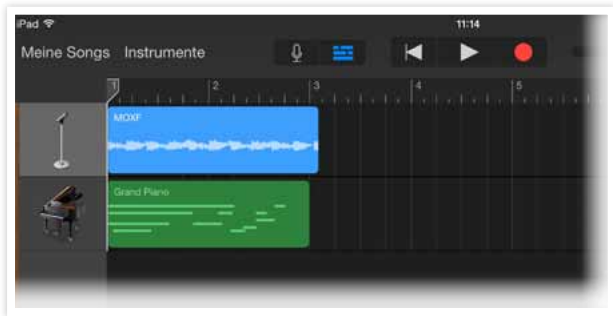 iPad 11:14
Meine Songs Instrumente
1 2 3 4 5
MOXF
Grand Piano